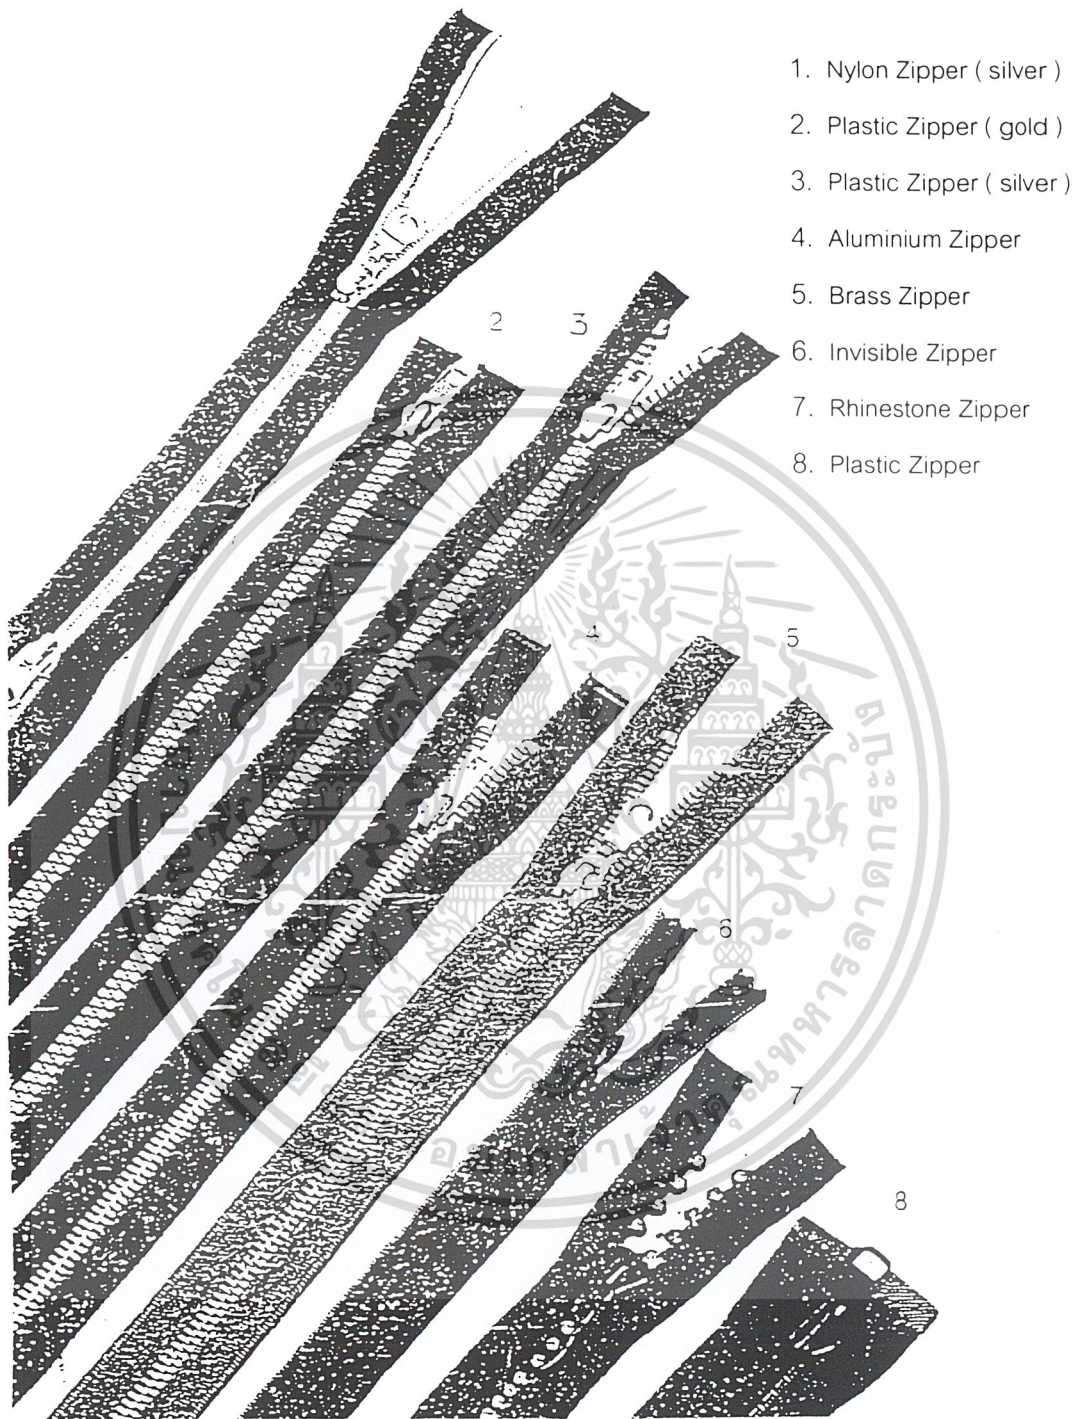 1. Nylon Zipper ( silver )
2. Plastic Zipper ( gold )
3. Plastic Zipper ( silver )
4. Aluminium Zipper
5. Brass Zipper
6. Invisible Zipper
7. Rhinestone Zipper
8. Plastic Zipper
2 3
4 5
6
7
8